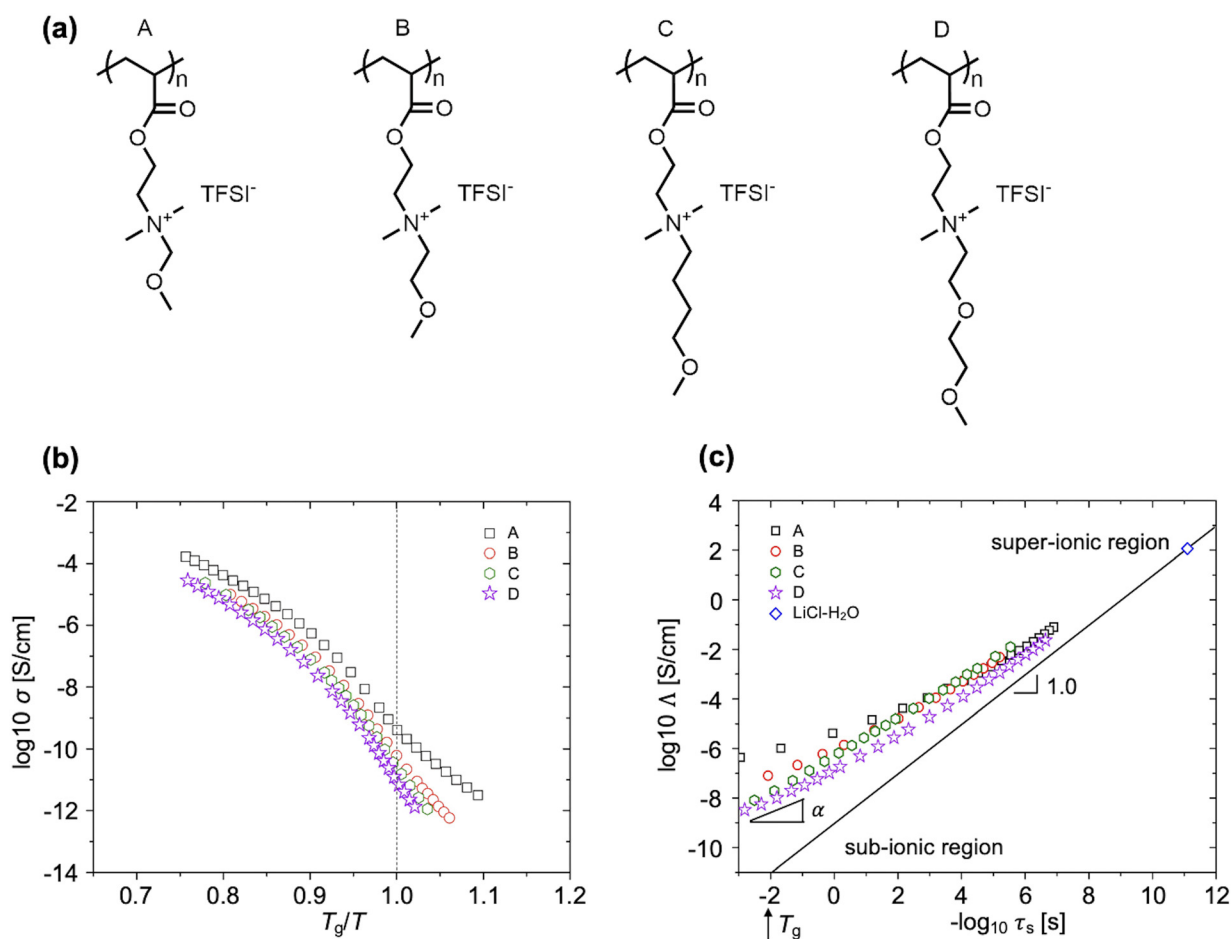 (a)
A
B
C
D
n
n
n
n
O
O
O
O
O
O
O
O
TFSI-
TFSI-
TFSI-
TFSI-
N+
N+
N+
N+
O
O
O
O
O
(b)
-2
-4
-6
-8
-10
-12
-14
log10 σ [S/cm]
A
B
C
D
0.7
0.8
0.9
1.0
1.1
1.2
Tg/T
(c)
4
2
0
-2
-4
-6
-8
-10
log10 Λ [S/cm]
A
B
C
D
LiCl-H2O
super-ionic region
1.0
α
sub-ionic region
-2
0
2
4
6
8
10
12
Tg
-log10 τs [s]